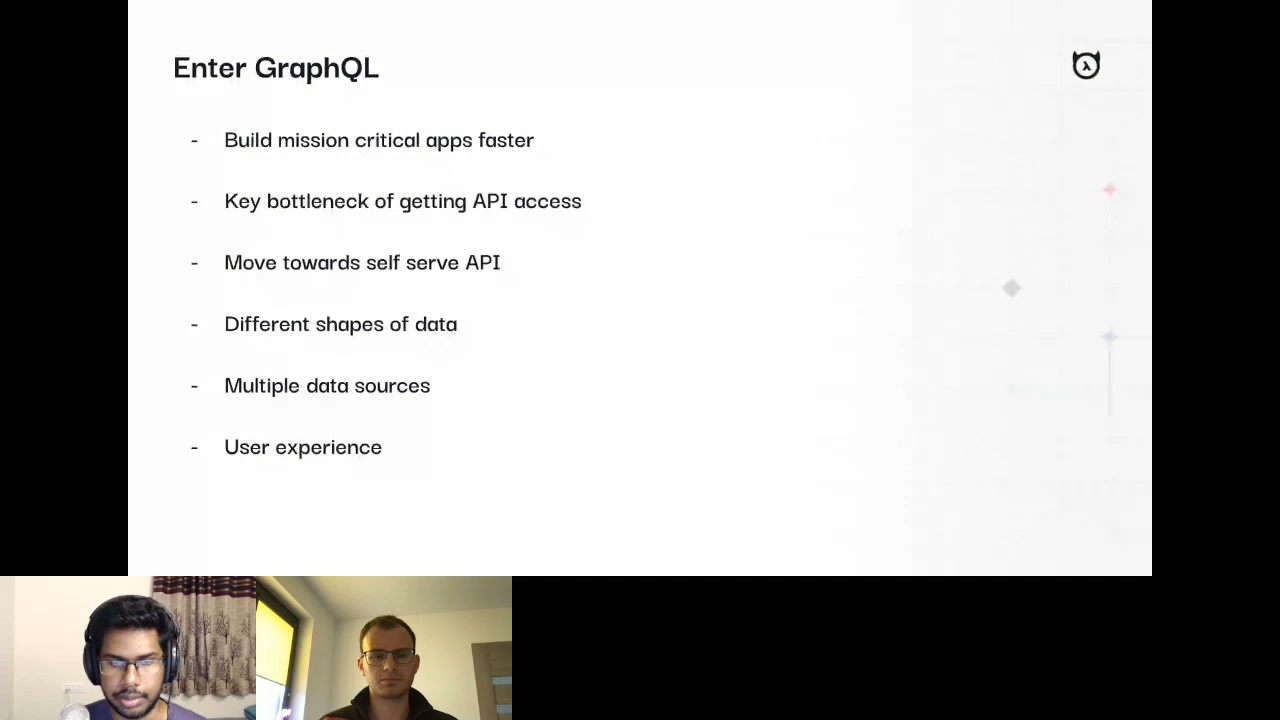 Enter GraphQL
- Build mission critical apps faster
- Key bottleneck of getting API access
- Move towards self serve API
- Different shapes of data
- Multiple data sources
- User experience